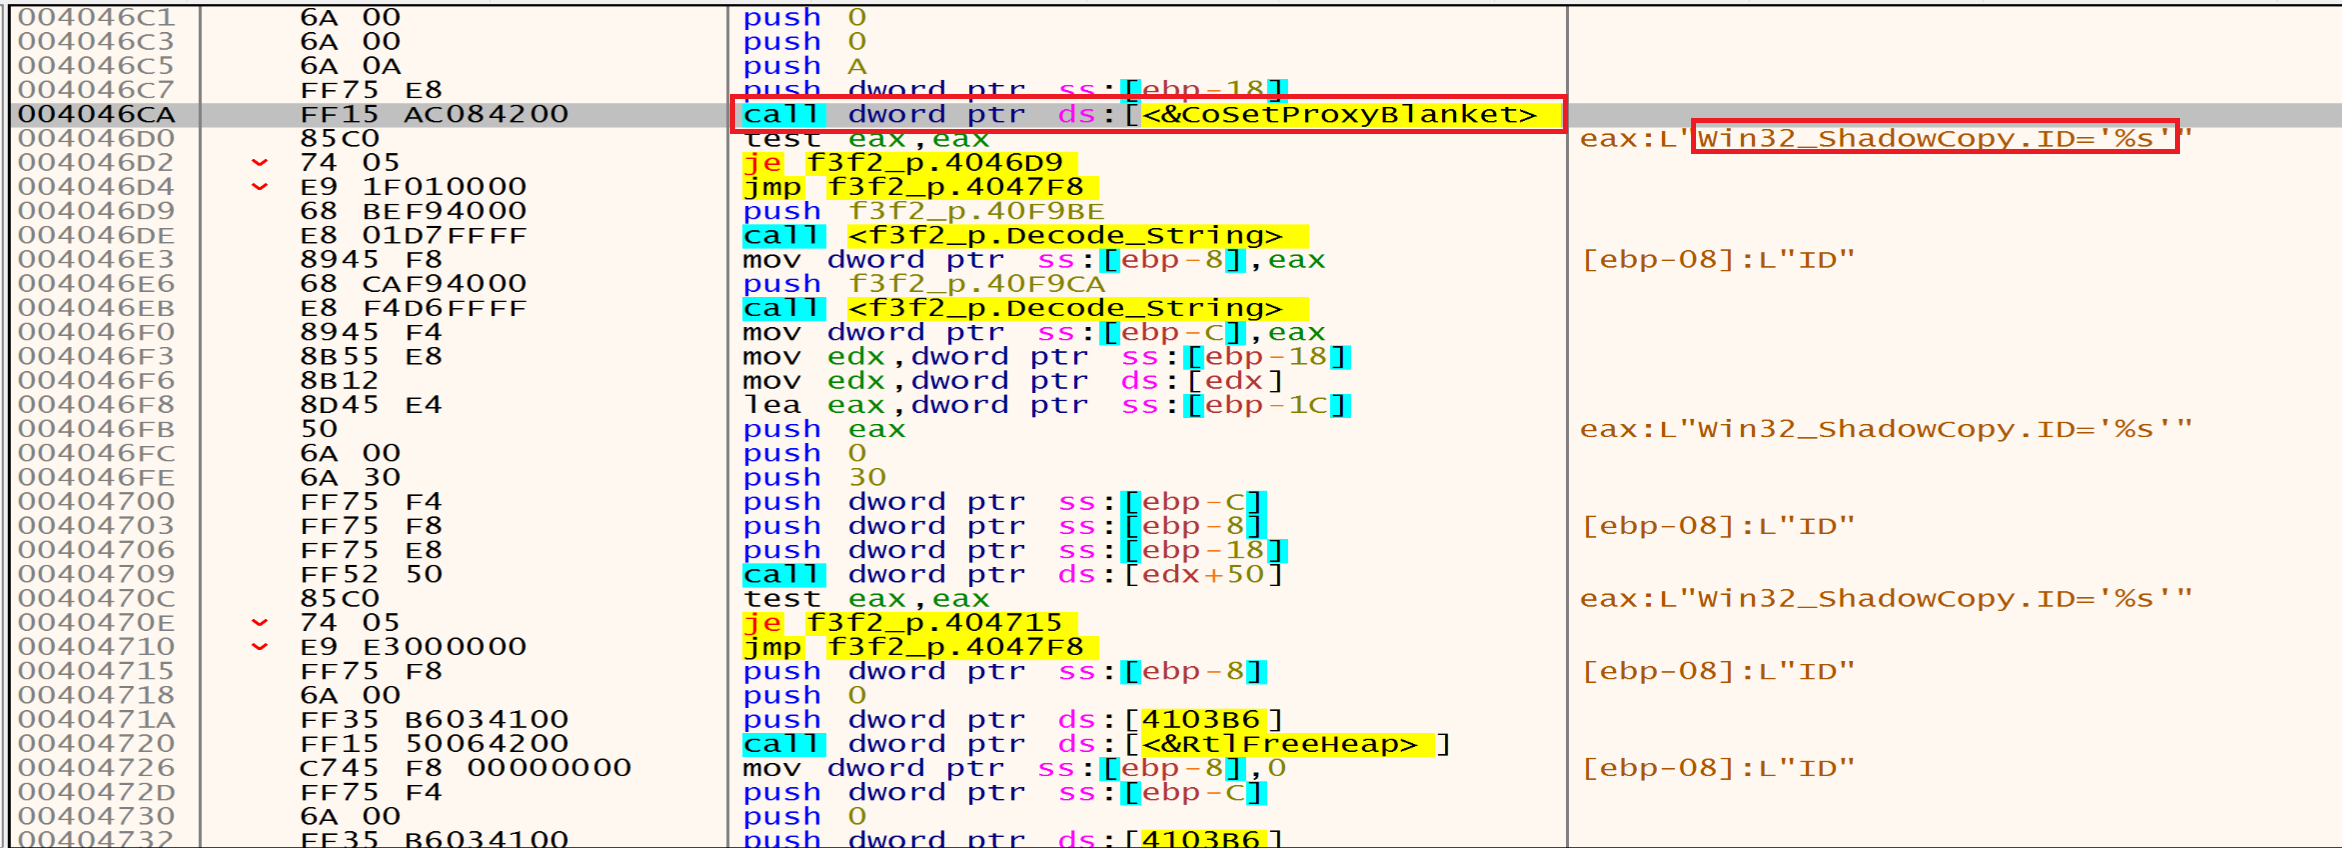 004046C1 6A 00 push 0
004046C3 6A 00 push 0
004046C5 6A 0A push A
004046C7 FF75 E8 push dword ptr ss:[ebp-18]
004046CA FF15 AC084200 call dword ptr ds:[<&CoSetProxyBlanket>
004046D0 85C0 test eax,eax eax:L"Win32_ShadowCopy.ID='%s'"
004046D2 74 05 je f3f2_p.4046D9
004046D4 E9 1F010000 jmp f3f2_p.4047F8
004046D9 68 BEF94000 push f3f2_p.40F9BE
004046DE E8 01D7FFFF call <f3f2_p.Decode_String>
004046E3 8945 F8 mov dword ptr ss:[ebp-8],eax [ebp-08]:L"ID"
004046E6 68 CAF94000 push f3f2_p.40F9CA
004046EB E8 F4D6FFFF call <f3f2_p.Decode_String>
004046F0 8945 F4 mov dword ptr ss:[ebp-C],eax
004046F3 8B55 E8 mov edx,dword ptr ss:[ebp-18]
004046F6 8B12 mov edx,dword ptr ds:[edx]
004046F8 8D45 E4 lea eax,dword ptr ss:[ebp-1C]
004046FB 50 push eax eax:L"Win32_ShadowCopy.ID='%s'"
004046FC 6A 00 push 0
004046FE 6A 30 push 30
00404700 FF75 F4 push dword ptr ss:[ebp-C]
00404703 FF75 F8 push dword ptr ss:[ebp-8] [ebp-08]:L"ID"
00404706 FF75 E8 push dword ptr ss:[ebp-18]
00404709 FF52 50 call dword ptr ds:[edx+50]
0040470C 85C0 test eax,eax eax:L"Win32_ShadowCopy.ID='%s'"
0040470E 74 05 je f3f2_p.404715
00404710 E9 E3000000 jmp f3f2_p.4047F8
00404715 FF75 F8 push dword ptr ss:[ebp-8] [ebp-08]:L"ID"
00404718 6A 00 push 0
0040471A FF35 B6034100 push dword ptr ds:[4103B6]
00404720 FF15 50064200 call dword ptr ds:[<&RtlFreeHeap>]
00404726 C745 F8 00000000 mov dword ptr ss:[ebp-8],0 [ebp-08]:L"ID"
0040472D FF75 F4 push dword ptr ss:[ebp-C]
00404730 6A 00 push 0
00404732 FF35 B6034100 push dword ptr ds:[4103B6]